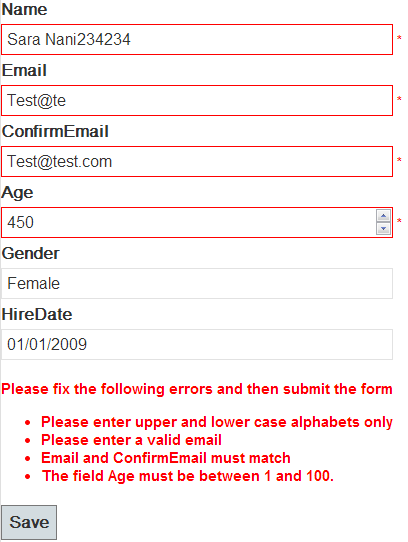 Name
Sara Nani234234 *
Email
Test@te *
ConfirmEmail
Test@test.com *
Age
450 *
Gender
Female
HireDate
01/01/2009
Please fix the following errors and then submit the form
• Please enter upper and lower case alphabets only
• Please enter a valid email
• Email and ConfirmEmail must match
• The field Age must be between 1 and 100.
Save